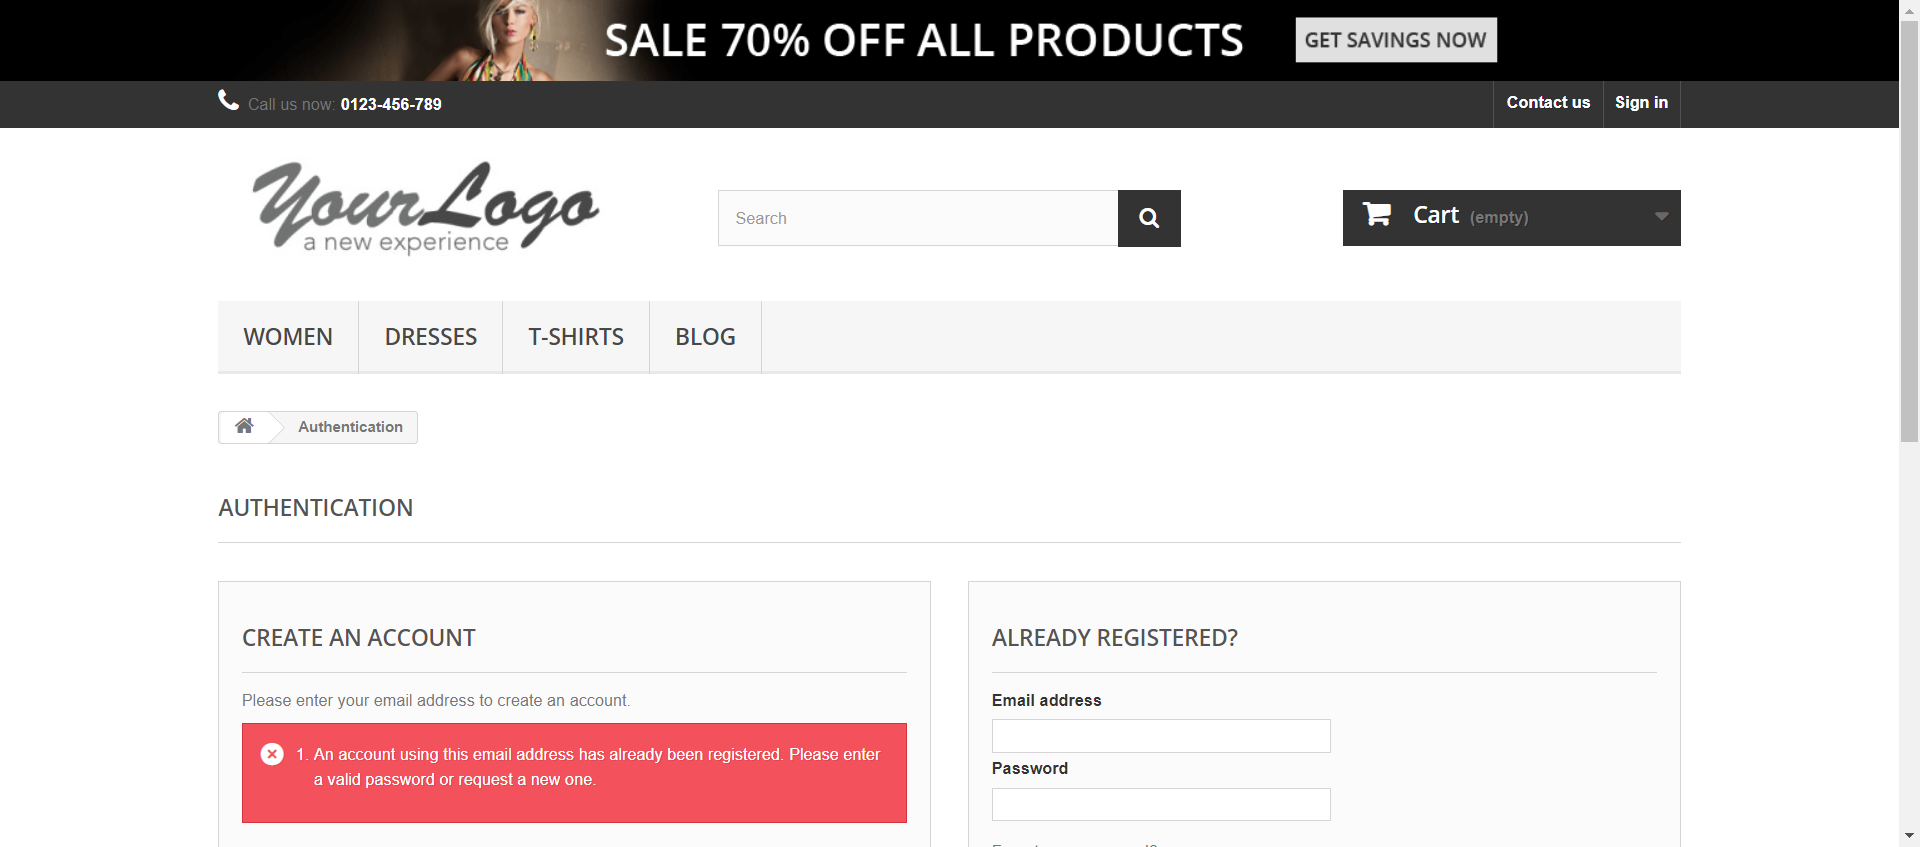 SALE 70% OFF ALL PRODUCTS GET SAVINGS NOW
Call us now: 0123-456-789 Contact us Sign in
YourLogo
a new experience
Search
Cart (empty)
WOMEN DRESSES T-SHIRTS BLOG
Authentication
AUTHENTICATION
CREATE AN ACCOUNT
Please enter your email address to create an account.
1. An account using this email address has already been registered. Please enter
a valid password or request a new one.
ALREADY REGISTERED?
Email address
Password